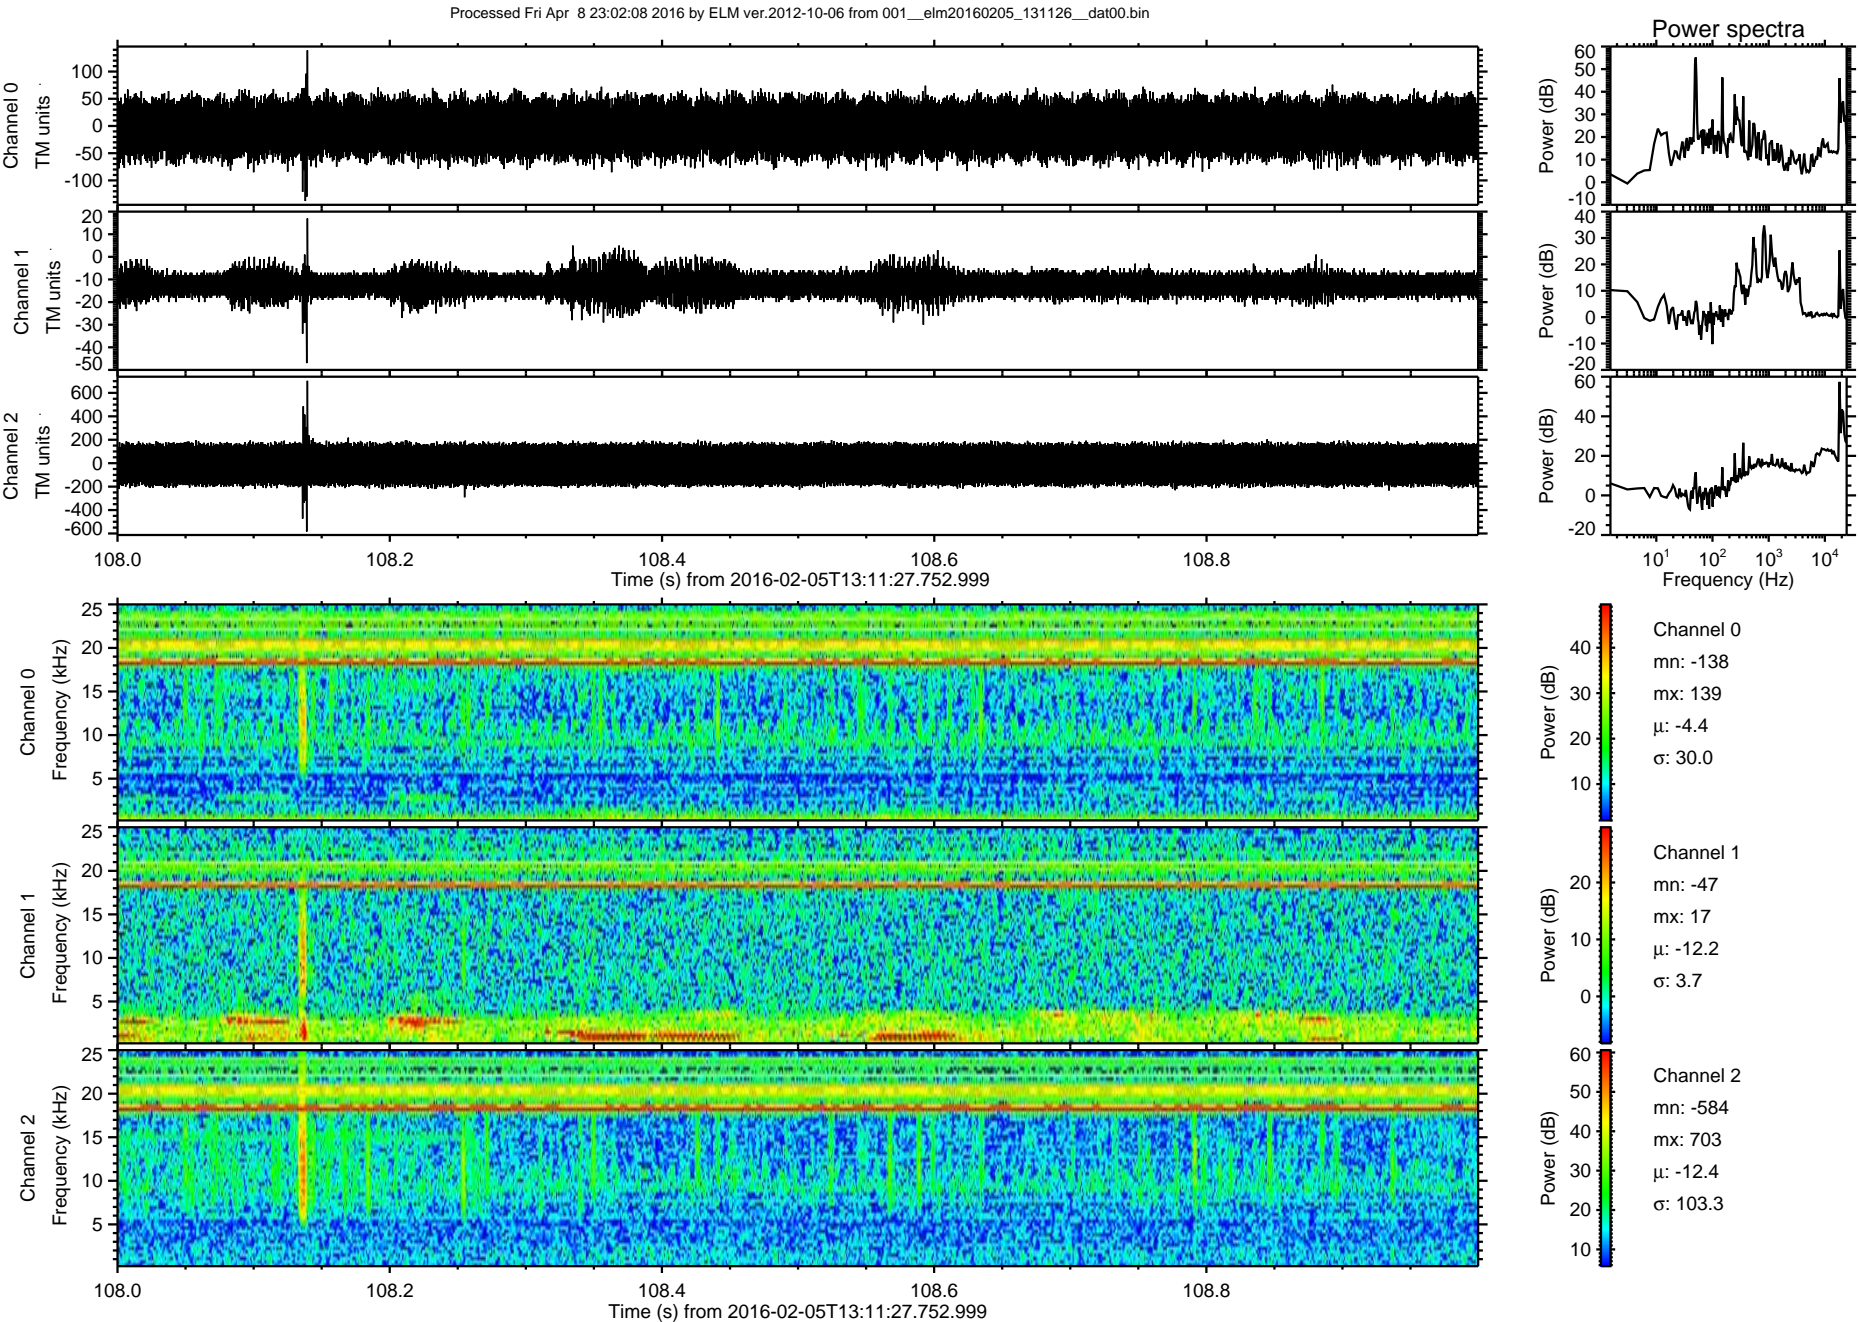 Processed Fri Apr  8 23:02:08 2016 by ELM ver.2012-10-06 from 001__elm20160205_131126__dat00.bin
Power spectra
Channel 0
TM units
100
50
0
-50
-100
Power (dB)
60
50
40
30
20
10
0
-10
Channel 1
TM units
20
10
0
-10
-20
-30
-40
-50
Power (dB)
40
30
20
10
0
-10
-20
Channel 2
TM units
600
400
200
0
-200
-400
-600
Power (dB)
60
40
20
0
-20
108.0 108.2 108.4 108.6 108.8
Time (s) from 2016-02-05T13:11:27.752.999
10¹ 10² 10³ 10⁴
Frequency (Hz)
Channel 0
Frequency (kHz)
25
20
15
10
5
Power (dB)
40
30
20
10
Channel 0
mn: -138
mx: 139
μ: -4.4
σ: 30.0
Channel 1
Frequency (kHz)
25
20
15
10
5
Power (dB)
20
10
0
Channel 1
mn: -47
mx: 17
μ: -12.2
σ: 3.7
Channel 2
Frequency (kHz)
25
20
15
10
5
Power (dB)
60
50
40
30
20
10
Channel 2
mn: -584
mx: 703
μ: -12.4
σ: 103.3
108.0 108.2 108.4 108.6 108.8
Time (s) from 2016-02-05T13:11:27.752.999